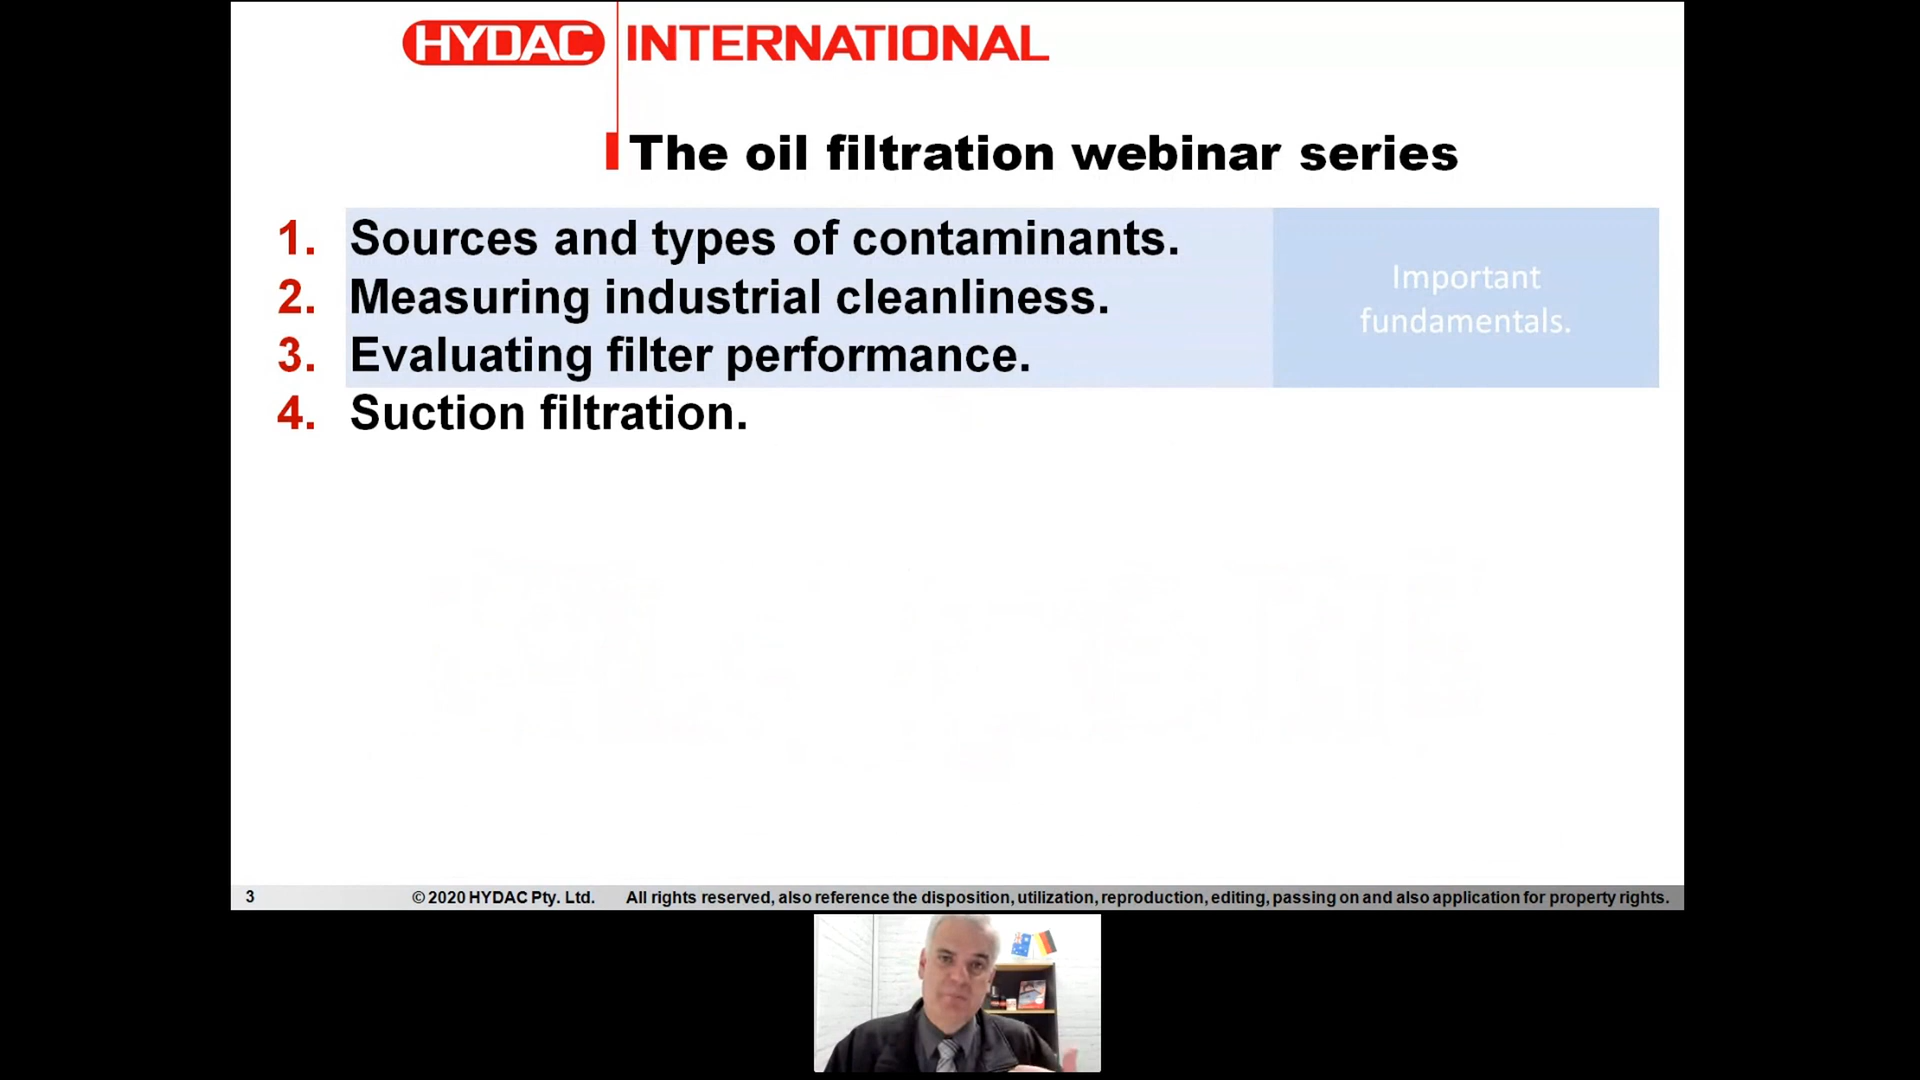 HYDAC INTERNATIONAL
The oil filtration webinar series
1. Sources and types of contaminants.
2. Measuring industrial cleanliness.
3. Evaluating filter performance.
4. Suction filtration.
Important
fundamentals.
3 © 2020 HYDAC Pty. Ltd. All rights reserved, also reference the disposition, utilization, reproduction, editing, passing on and also application for property rights.